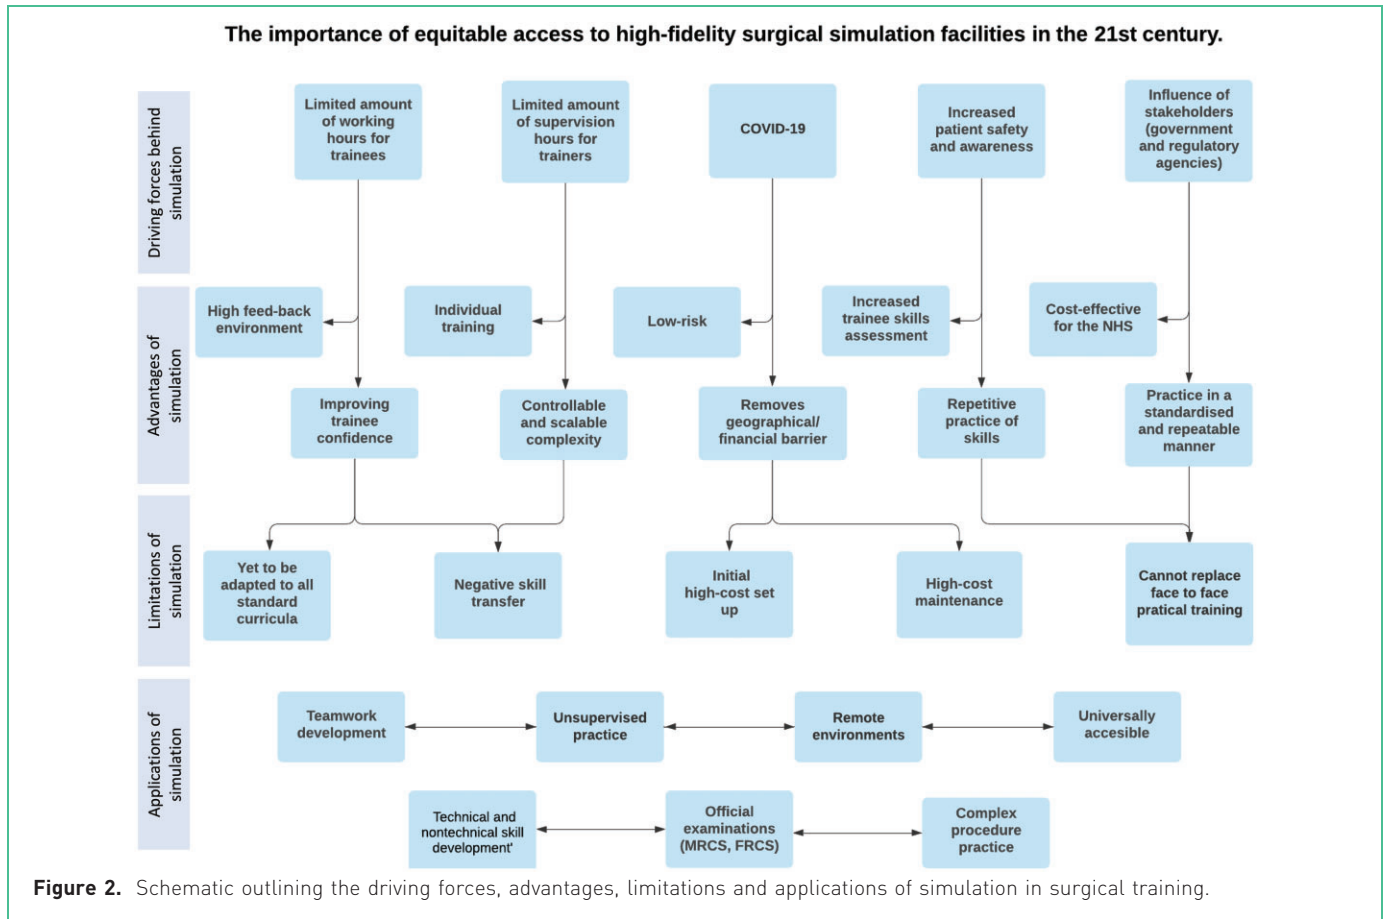 The importance of equitable access to high-fidelity surgical simulation facilities in the 21st century.
Driving forces behind
simulation
Limited amount
of working
hours for
trainees
Limited amount
of supervision
hours for
trainers
COVID-19
Increased
patient safety
and awareness
Influence of
stakeholders
(government
and regulatory
agencies)
Advantages of
simulation
High feed-back
environment
Individual
training
Low-risk
Increased
trainee skills
assessment
Cost-effective
for the NHS
Improving
trainee
confidence
Controllable
and scalable
complexity
Removes
geographical/
financial barrier
Repetitive
practice of
skills
Practice in a
standardised
and repeatable
manner
Limitations of
simulation
Yet to be
adapted to all
standard
curricula
Negative skill
transfer
Initial
high-cost set
up
High-cost
maintenance
Cannot replace
face to face
pratical training
Applications of
simulation
Teamwork
development
Unsupervised
practice
Remote
environments
Universally
accesible
Technical and
nontechnical skill
development'
Official
examinations
(MRCS, FRCS)
Complex
procedure
practice
Figure 2. Schematic outlining the driving forces, advantages, limitations and applications of simulation in surgical training.